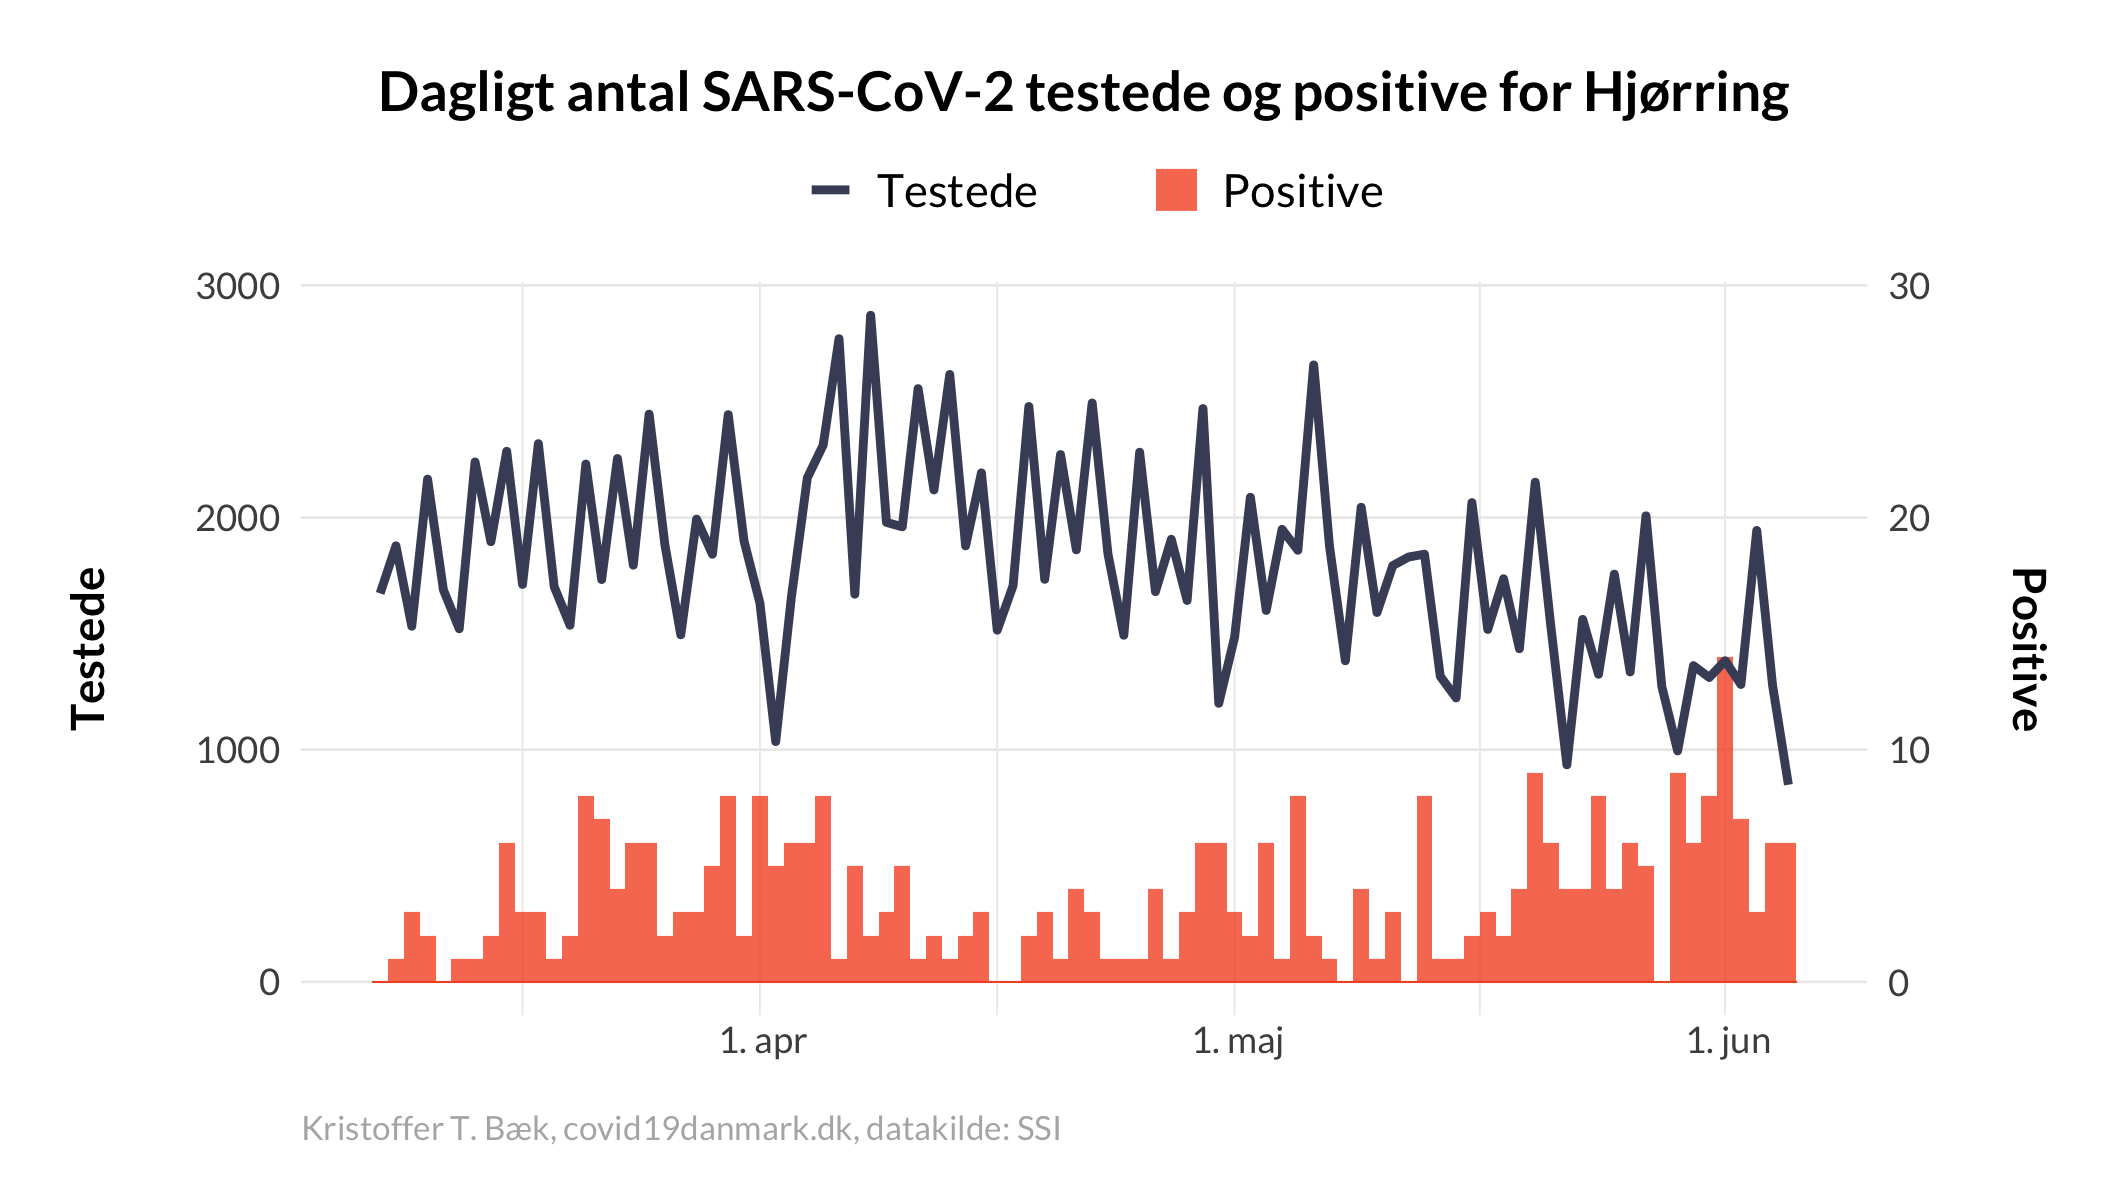 Dagligt antal SARS-CoV-2 testede og positive for Hjørring
Testede Positive
3000 30
2000 20
1000 10
0 0
Testede
Positive
1. apr 1. maj 1. jun
Kristoffer T. Bæk, covid19danmark.dk, datakilde: SSI